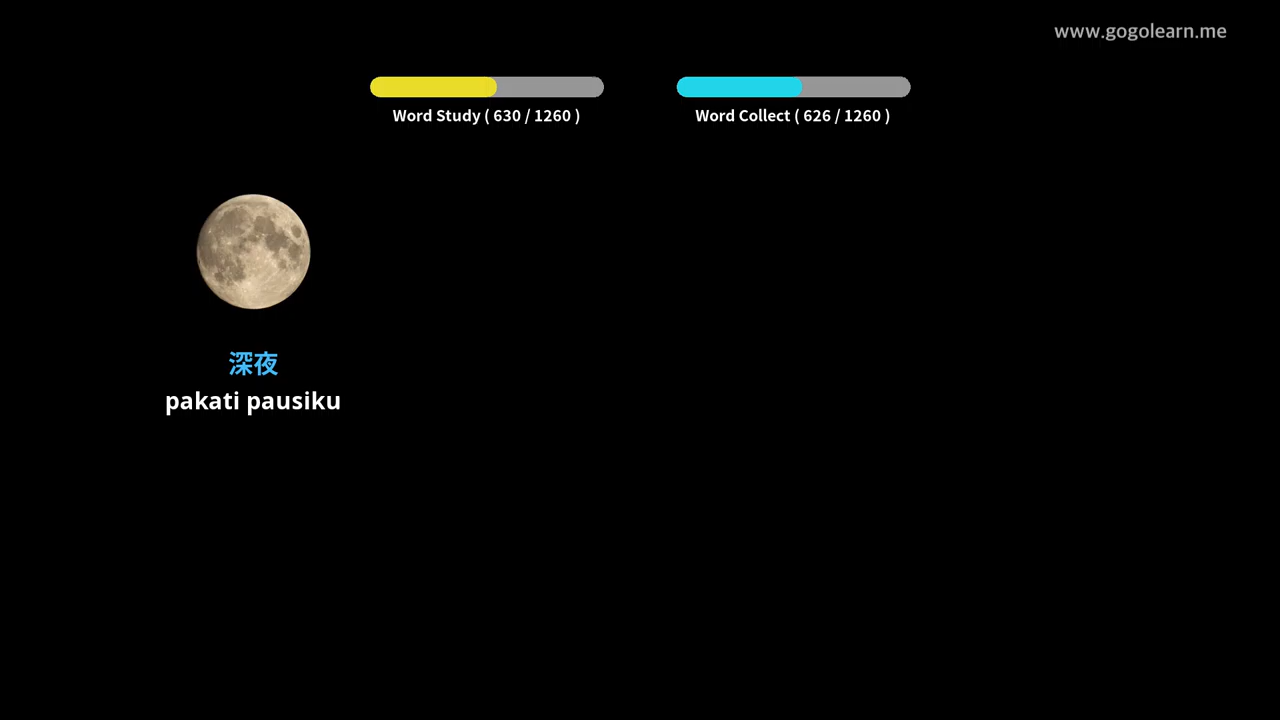 www.gogolearn.me
Word Study ( 630 / 1260 )
Word Collect ( 626 / 1260 )
深夜
pakati pausiku